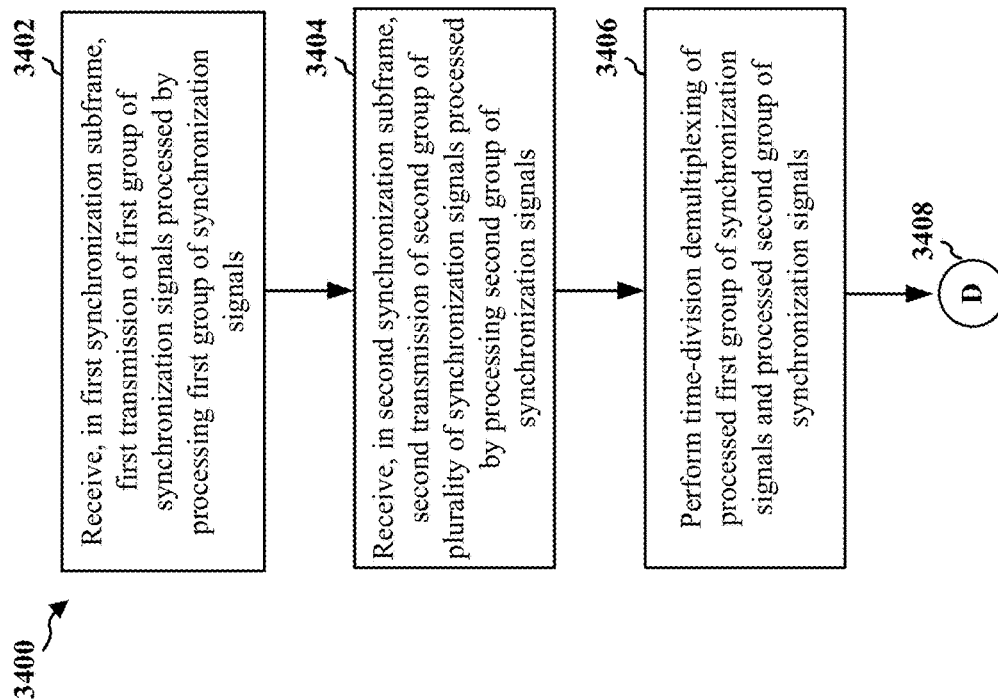 3400
3402
Receive, in first synchronization subframe,
first transmission of first group of
synchronization signals processed by
processing first group of synchronization
signals
3404
Receive, in second synchronization subframe,
second transmission of second group of
plurality of synchronization signals processed
by processing second group of
synchronization signals
3406
Perform time-division demultiplexing of
processed first group of synchronization
signals and processed second group of
synchronization signals
3408
D